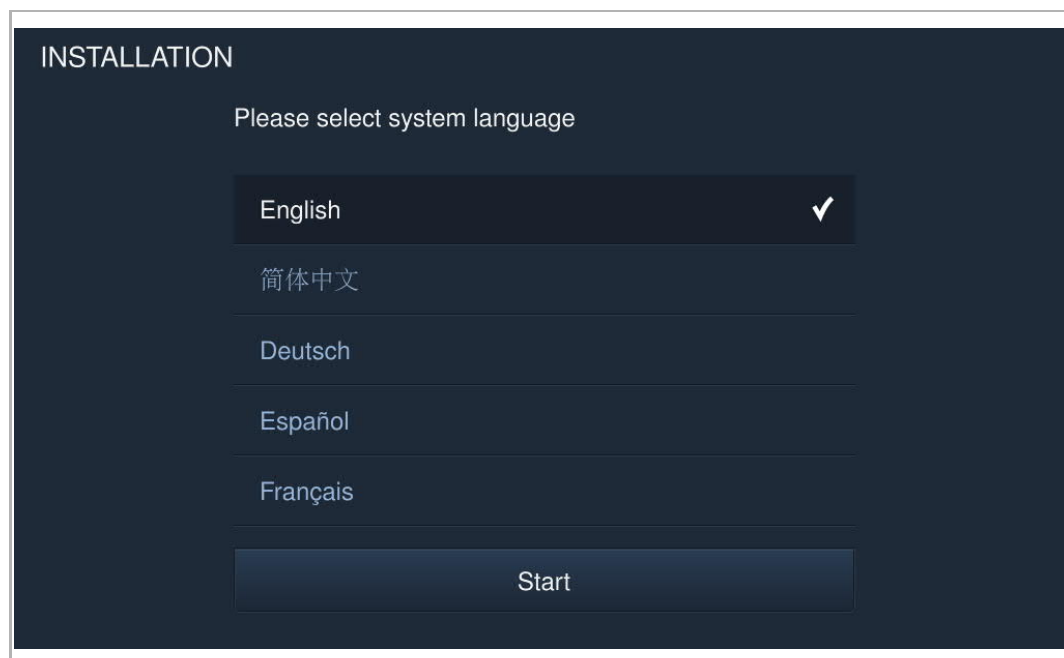 INSTALLATION
Please select system language
English
简体中文
Deutsch
Español
Français
Start